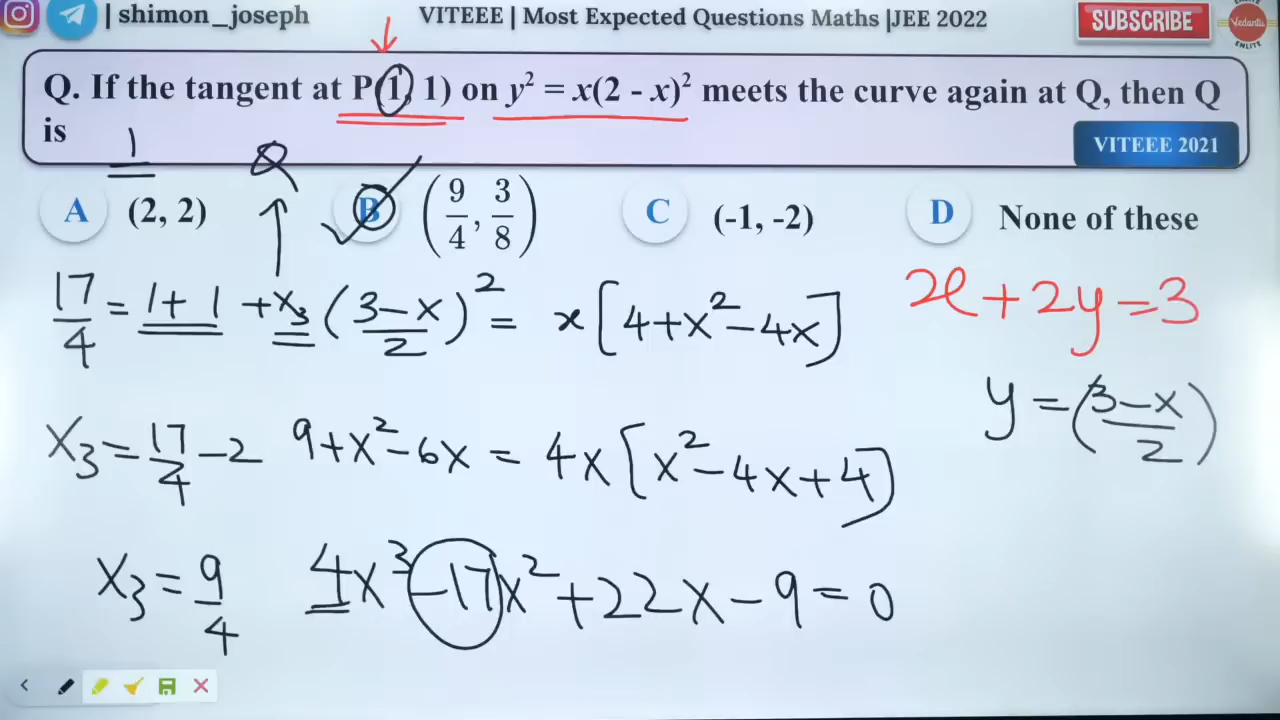 | shimon_joseph
VITEEE | Most Expected Questions Maths |JEE 2022
SUBSCRIBE
Vedantu
ENLITE
Q. If the tangent at P(1, 1) on y² = x(2 - x)² meets the curve again at Q, then Q
is
VITEEE 2021
1
Q
A (2, 2)
B (9/4, 3/8)
C (-1, -2)
D None of these
17/4 = 1+1 +x₃
((3-x)/2)² = x[4+x²-4x]
x+2y=3
y=((3-x)/2)
x₃=17/4-2
9+x²-6x = 4x[x²-4x+4]
x₃=9/4
4x³-17x²+22x-9=0